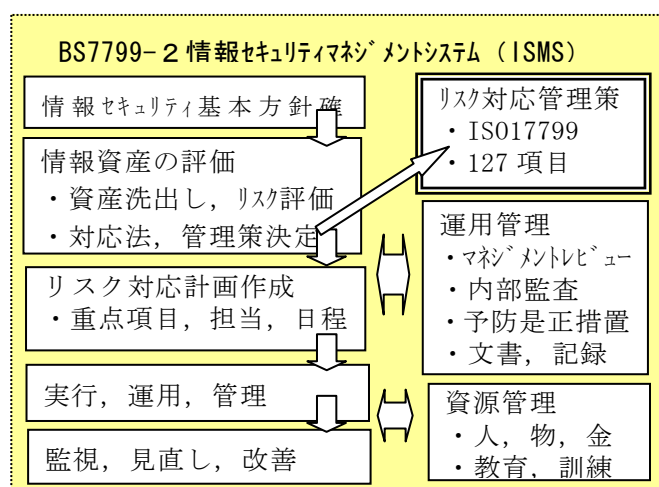 BS7799-2情報セキュリティマネジメントシステム（ISMS）
情報セキュリティ基本方針確
情報資産の評価
・資産洗出し，リスク評価
・対応法，管理策決定
リスク対応計画作成
・重点項目，担当，日程
実行，運用，管理
監視，見直し，改善
リスク対応管理策
・ISO17799
・127 項目
運用管理
・マネジメントレビュー
・内部監査
・予防是正措置
・文書，記録
資源管理
・人，物，金
・教育，訓練